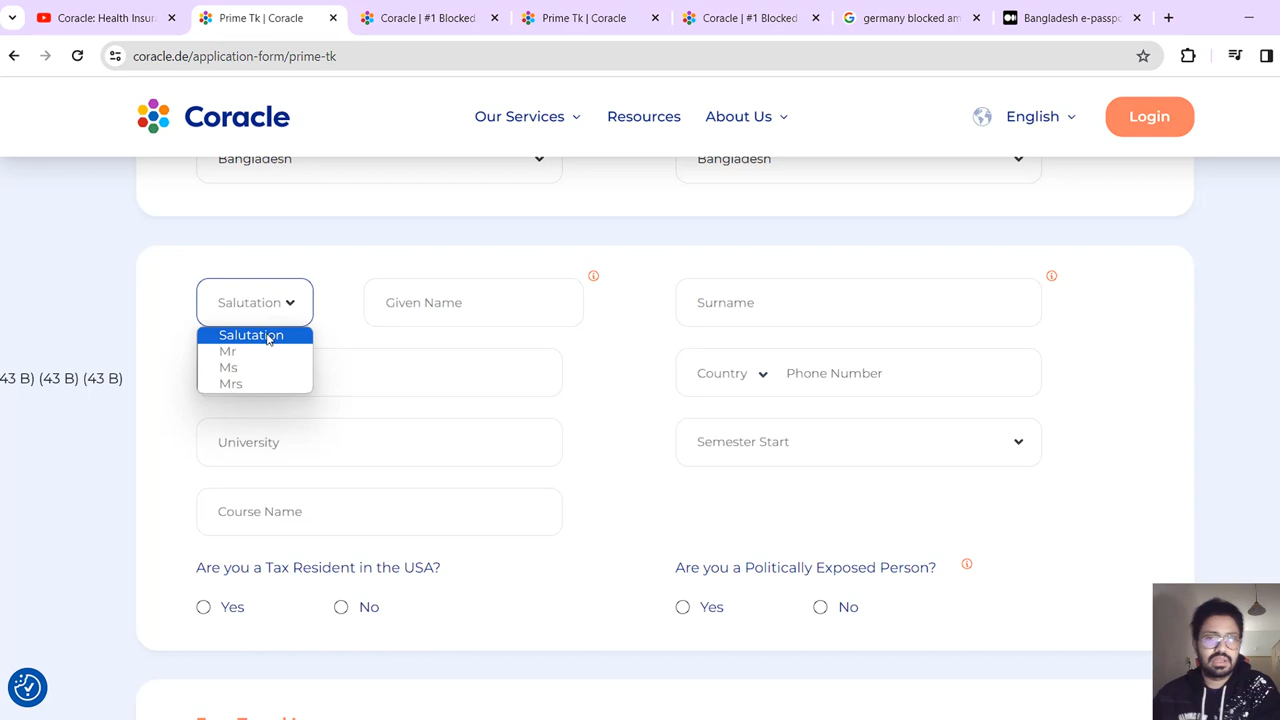 Coracle: Health Insur
Prime Tk | Coracle
Coracle | #1 Blocked
Prime Tk | Coracle
Coracle | #1 Blocked
germany blocked am
Bangladesh e-passpo
coracle.de/application-form/prime-tk
Coracle
Our Services
Resources
About Us
English
Login
Bangladesh
Bangladesh
Salutation
Given Name
Surname
Salutation
Mr
Ms
Mrs
43 B) (43 B) (43 B)
Country
Phone Number
University
Semester Start
Course Name
Are you a Tax Resident in the USA?
Are you a Politically Exposed Person?
Yes
No
Yes
No